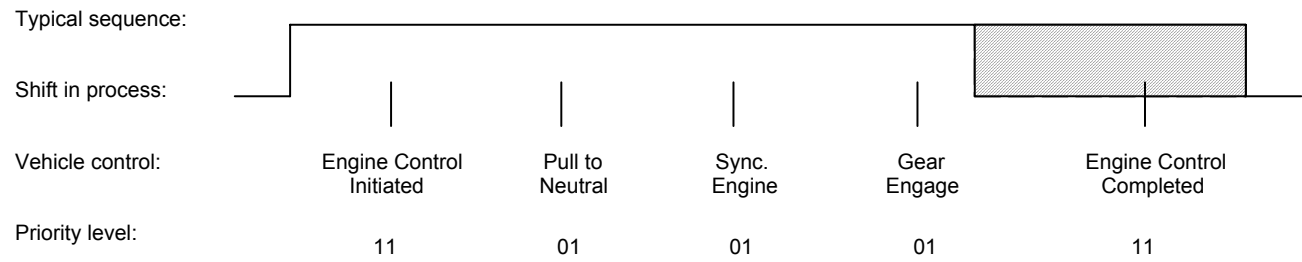 Typical sequence:
Shift in process:
Vehicle control:
Engine Control Initiated
Pull to Neutral
Sync. Engine
Gear Engage
Engine Control Completed
Priority level:
11
01
01
01
11